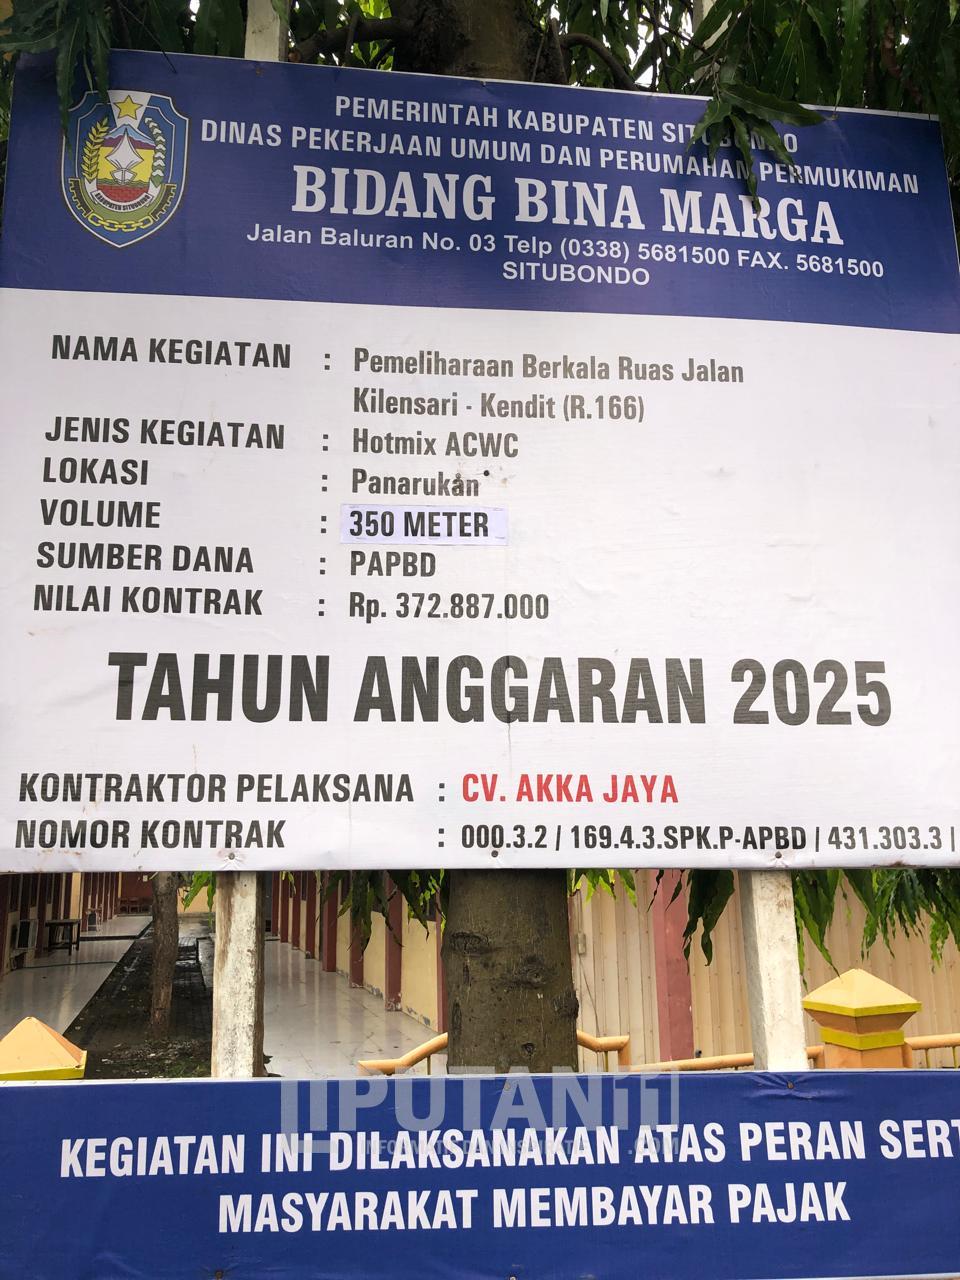 PEMERINTAH KABUPATEN SITUBONDO
DINAS PEKERJAAN UMUM DAN PERUMAHAN PERMUKIMAN
BIDANG BINA MARGA
Jalan Baluran No. 03 Telp (0338) 5681500 FAX. 5681500
SITUBONDO
KABUPATEN SITUBONDO
NAMA KEGIATAN : Pemeliharaan Berkala Ruas Jalan
Kilensari - Kendit (R.166)
JENIS KEGIATAN : Hotmix ACWC
LOKASI : Panarukan
VOLUME : 350 METER
SUMBER DANA : PAPBD
NILAI KONTRAK : Rp. 372.887.000
TAHUN ANGGARAN 2025
KONTRAKTOR PELAKSANA : CV. AKKA JAYA
NOMOR KONTRAK : 000.3.2 / 169.4.3.SPK.P-APBD / 431.303.3 /
LIPUTAN11
.COM
KEGIATAN INI DILAKSANAKAN ATAS PERAN SERT
MASYARAKAT MEMBAYAR PAJAK